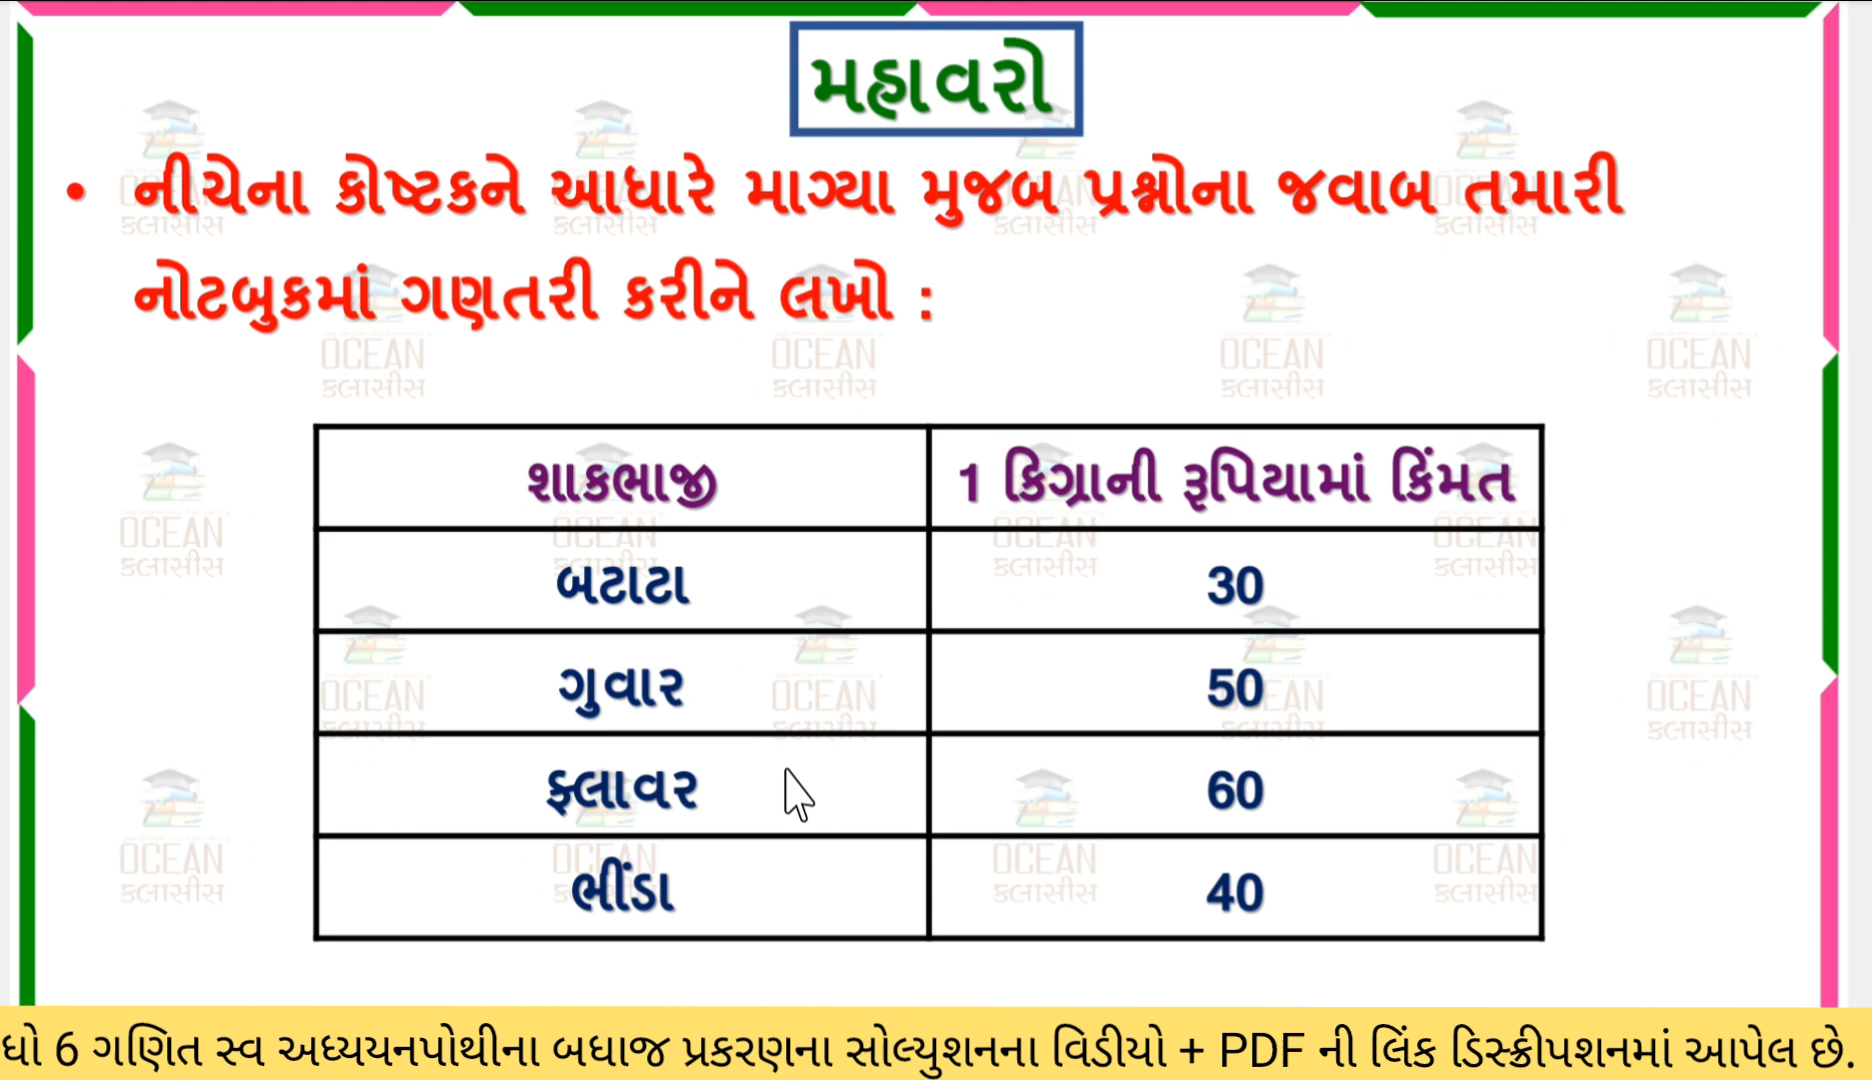 મહાવરો
• નીચેના કોષ્ટકને આધારે માગ્યા મુજબ પ્રશ્નોના જવાબ તમારી
નોટબુકમાં ગણતરી કરીને લખો :
શાકભાજી 1 કિગ્રાની રૂપિયામાં કિંમત
બટાટા 30
ગુવાર 50
ફ્લાવર 60
ભીંડા 40
ધો 6 ગણિત સ્વ અધ્યયનપોથીના બધાજ પ્રકરણના સોલ્યુશનના વિડીયો + PDF ની લિંક ડિસ્ક્રીપશનમાં આપેલ છે.
OCEAN
ક્લાસીસ